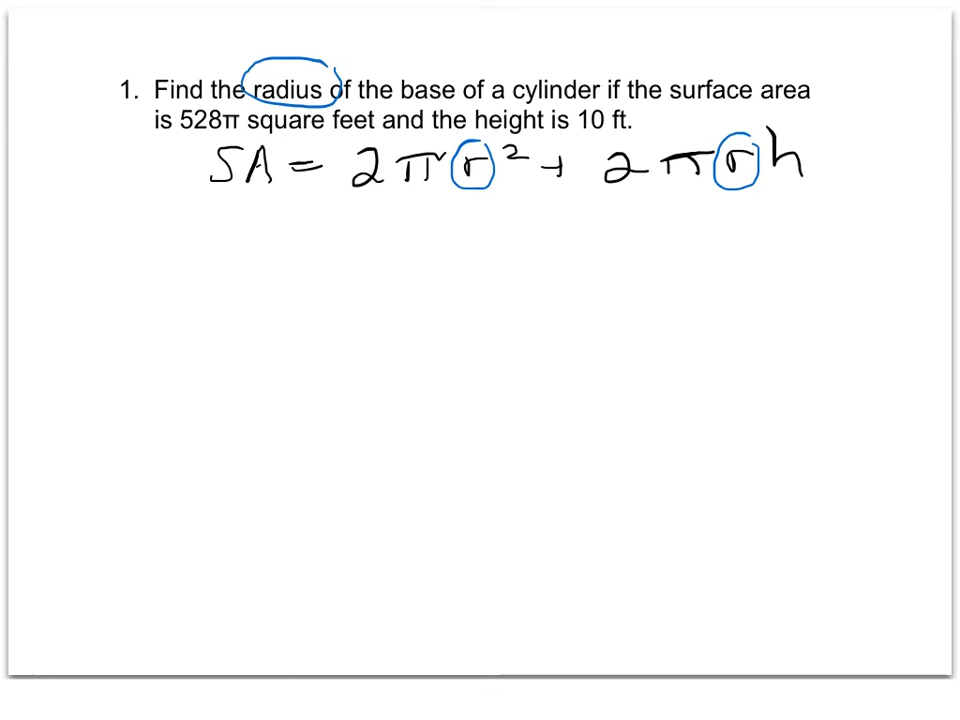 1. Find the radius of the base of a cylinder if the surface area
is 528π square feet and the height is 10 ft.
SA = 2πr² + 2πrh